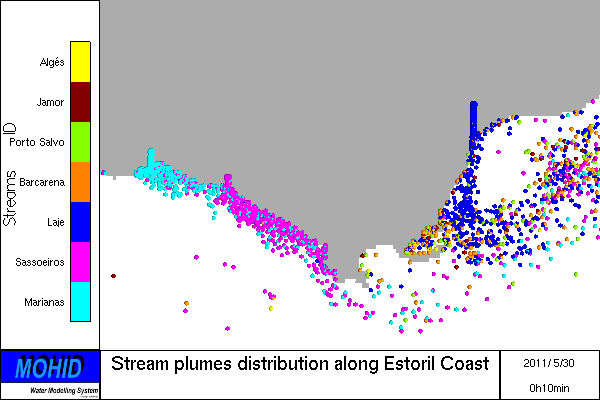 Streams ID
Algés
Jamor
Porto Salvo
Barcarena
Laje
Sassoeiros
Marianas
MOHID
MOHID
Water Modelling System
Stream plumes distribution along Estoril Coast
2011/ 5/30
0h10min